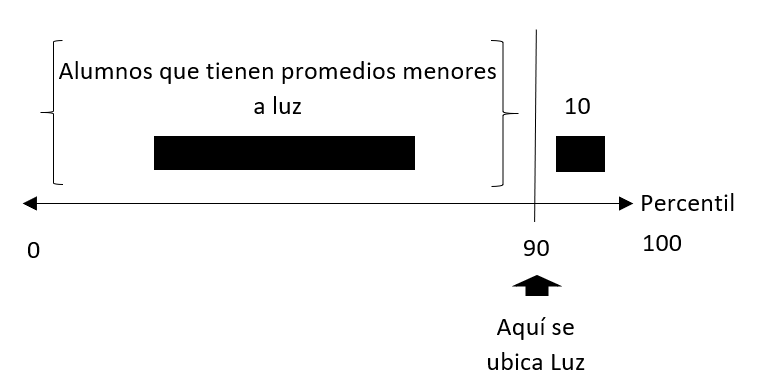 Alumnos que tienen promedios menores
a luz
10
Percentil
0
90
100
Aquí se
ubica Luz